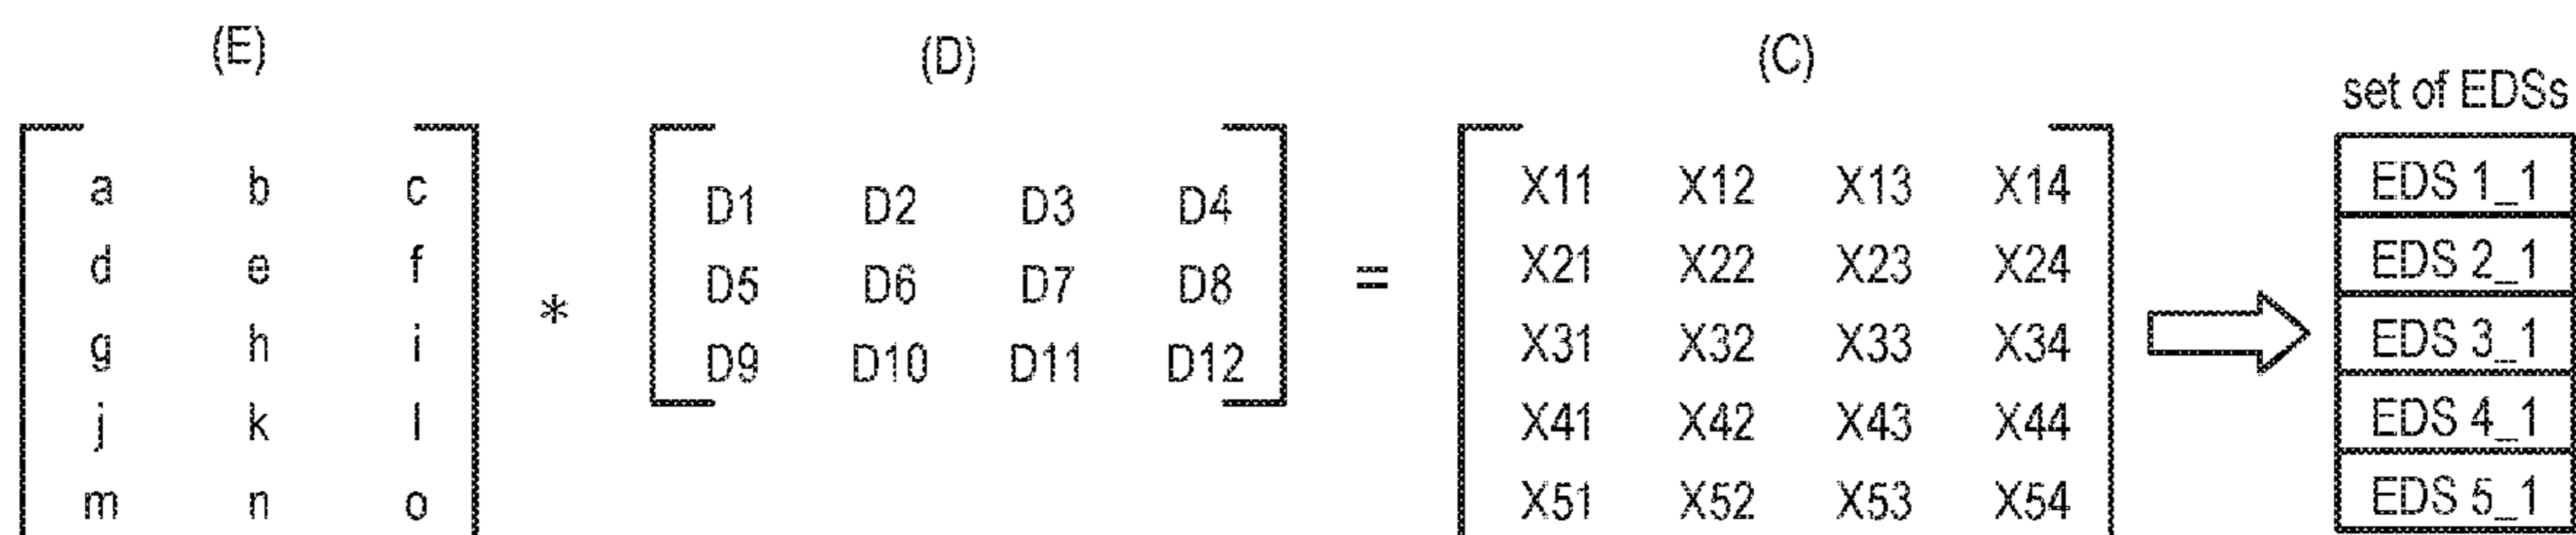 (E) (D) (C)
set of EDSs
a b c D1 D2 D3 D4 X11 X12 X13 X14 EDS 1_1
d e f D5 D6 D7 D8 X21 X22 X23 X24 EDS 2_1
* =
g h i D9 D10 D11 D12 X31 X32 X33 X34 EDS 3_1
j k l X41 X42 X43 X44 EDS 4_1
m n o X51 X52 X53 X54 EDS 5_1